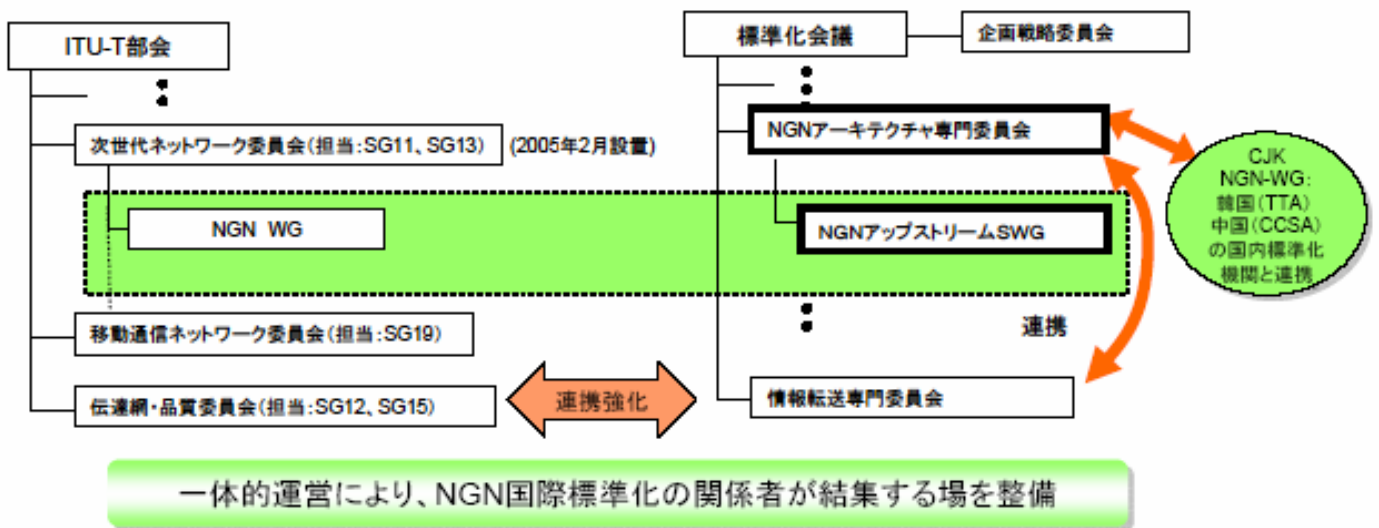 ITU-T部会
次世代ネットワーク委員会(担当:SG11、SG13)
(2005年2月設置)
NGN WG
移動通信ネットワーク委員会(担当:SG19)
伝達網・品質委員会(担当:SG12、SG15)
連携強化
標準化会議
企画戦略委員会
NGNアーキテクチャ専門委員会
NGNアップストリームSWG
情報転送専門委員会
連携
CJK
NGN-WG:
韓国(TTA)
中国(CCSA)
の国内標準化
機関と連携
一体的運営により、NGN国際標準化の関係者が結集する場を整備